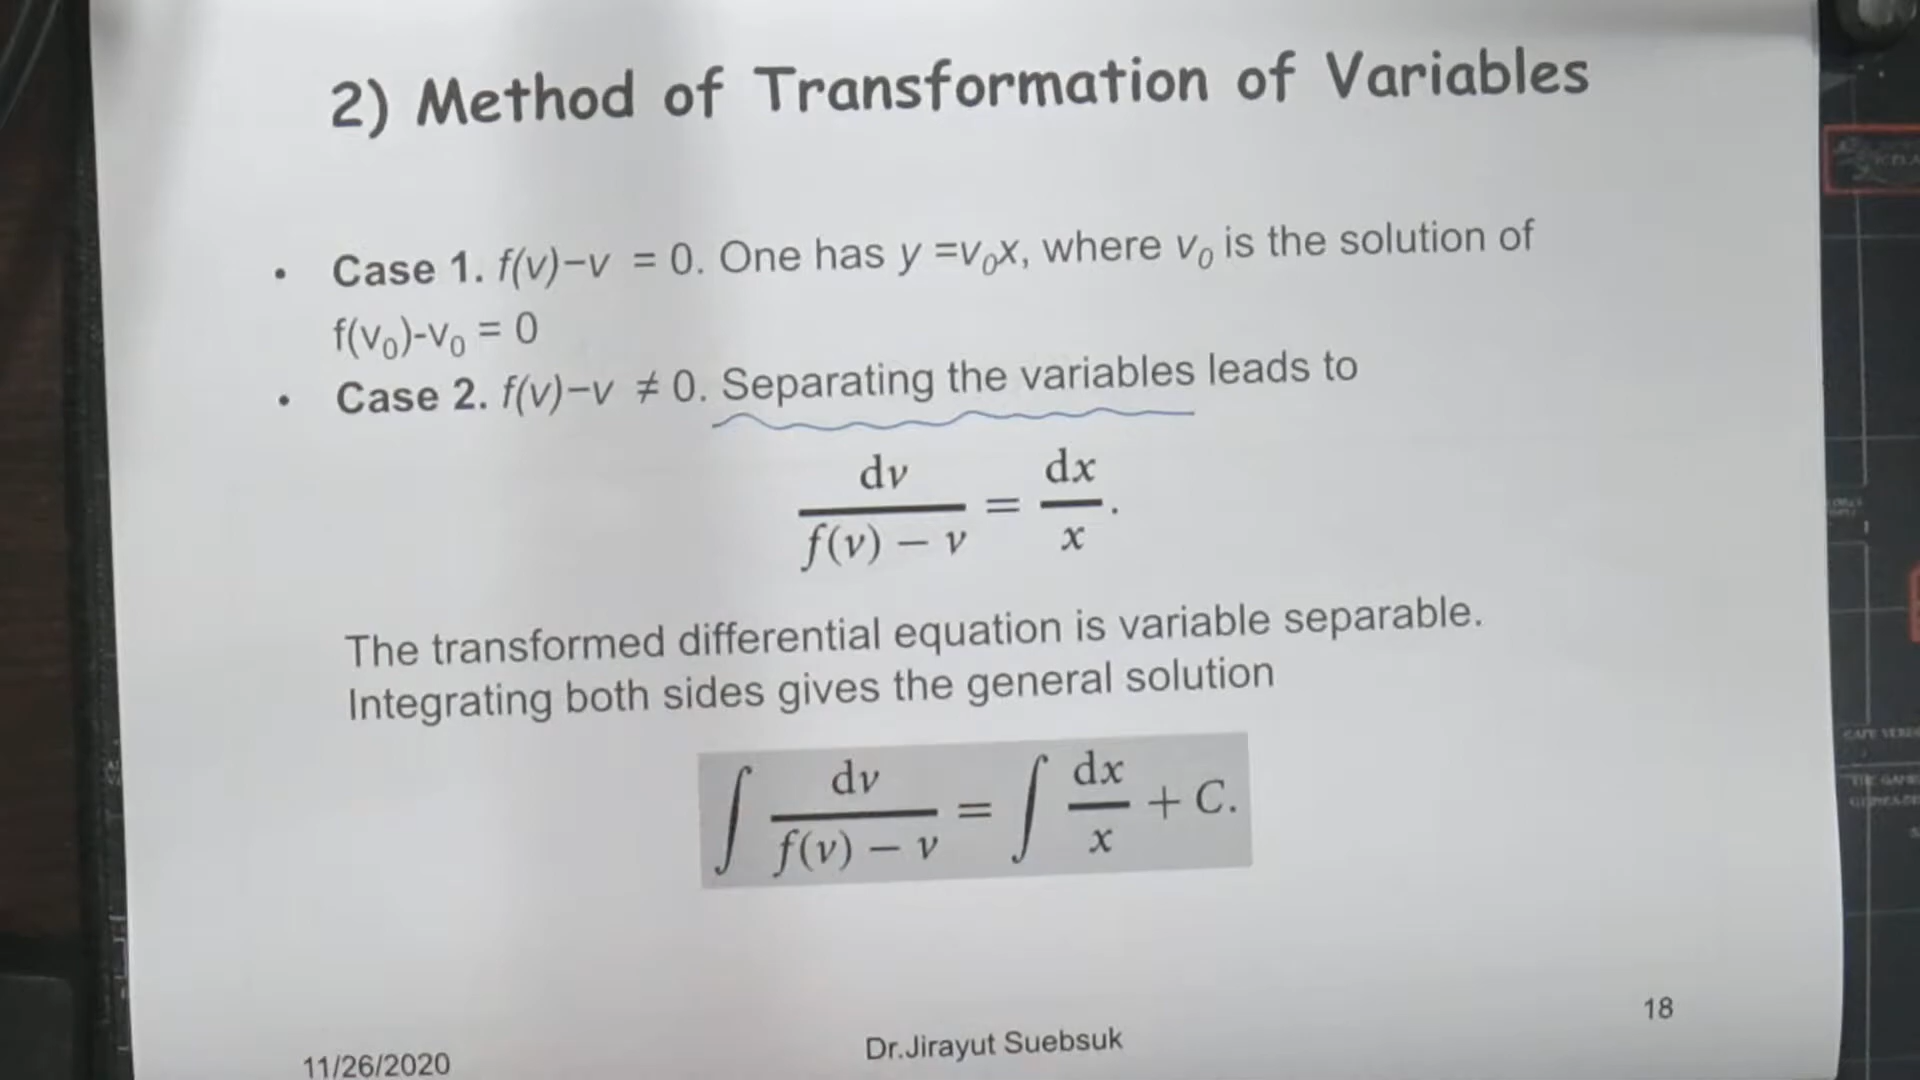 2) Method of Transformation of Variables
• Case 1. f(v)−v = 0. One has y =v₀x, where v₀ is the solution of
f(v₀)-v₀ = 0
• Case 2. f(v)−v ≠ 0. Separating the variables leads to
dv/(f(v) − v) = dx/x.
The transformed differential equation is variable separable.
Integrating both sides gives the general solution
∫ dv/(f(v) − v) = ∫ dx/x + C.
18
Dr.Jirayut Suebsuk
11/26/2020